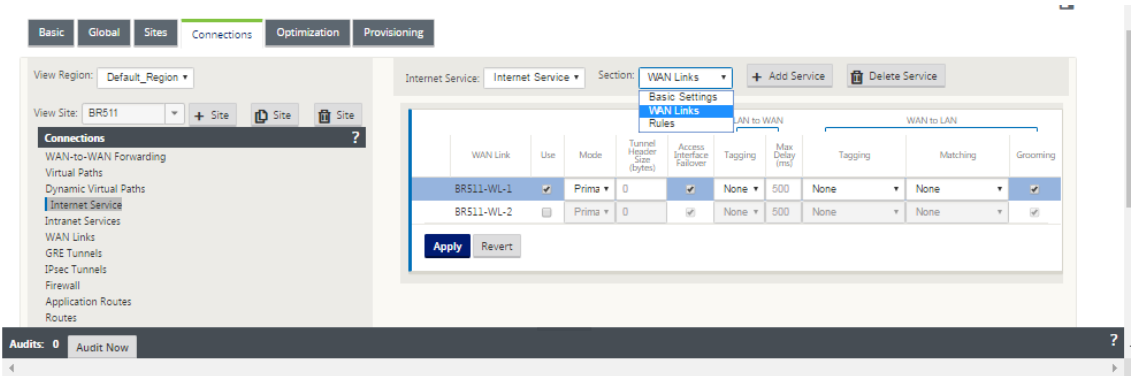 Basic Global Sites Connections Optimization Provisioning
View Region: Default_Region
Internet Service: Internet Service Section: WAN Links + Add Service Delete Service
Basic Settings
WAN Links
Rules
View Site: BR511 + Site Site Site
Connections ?
WAN-to-WAN Forwarding
Virtual Paths
Dynamic Virtual Paths
Internet Service
Intranet Services
WAN Links
GRE Tunnels
IPsec Tunnels
Firewall
Application Routes
Routes
LAN to WAN WAN to LAN
WAN Link Use Mode Tunnel Header Size (bytes) Access Interface Failover Tagging Max Delay (ms) Tagging Matching Grooming
BR511-WL-1 Prima 0 None 500 None None
BR511-WL-2 Prima 0 None 500 None None
Apply Revert
Audits: 0 Audit Now ?